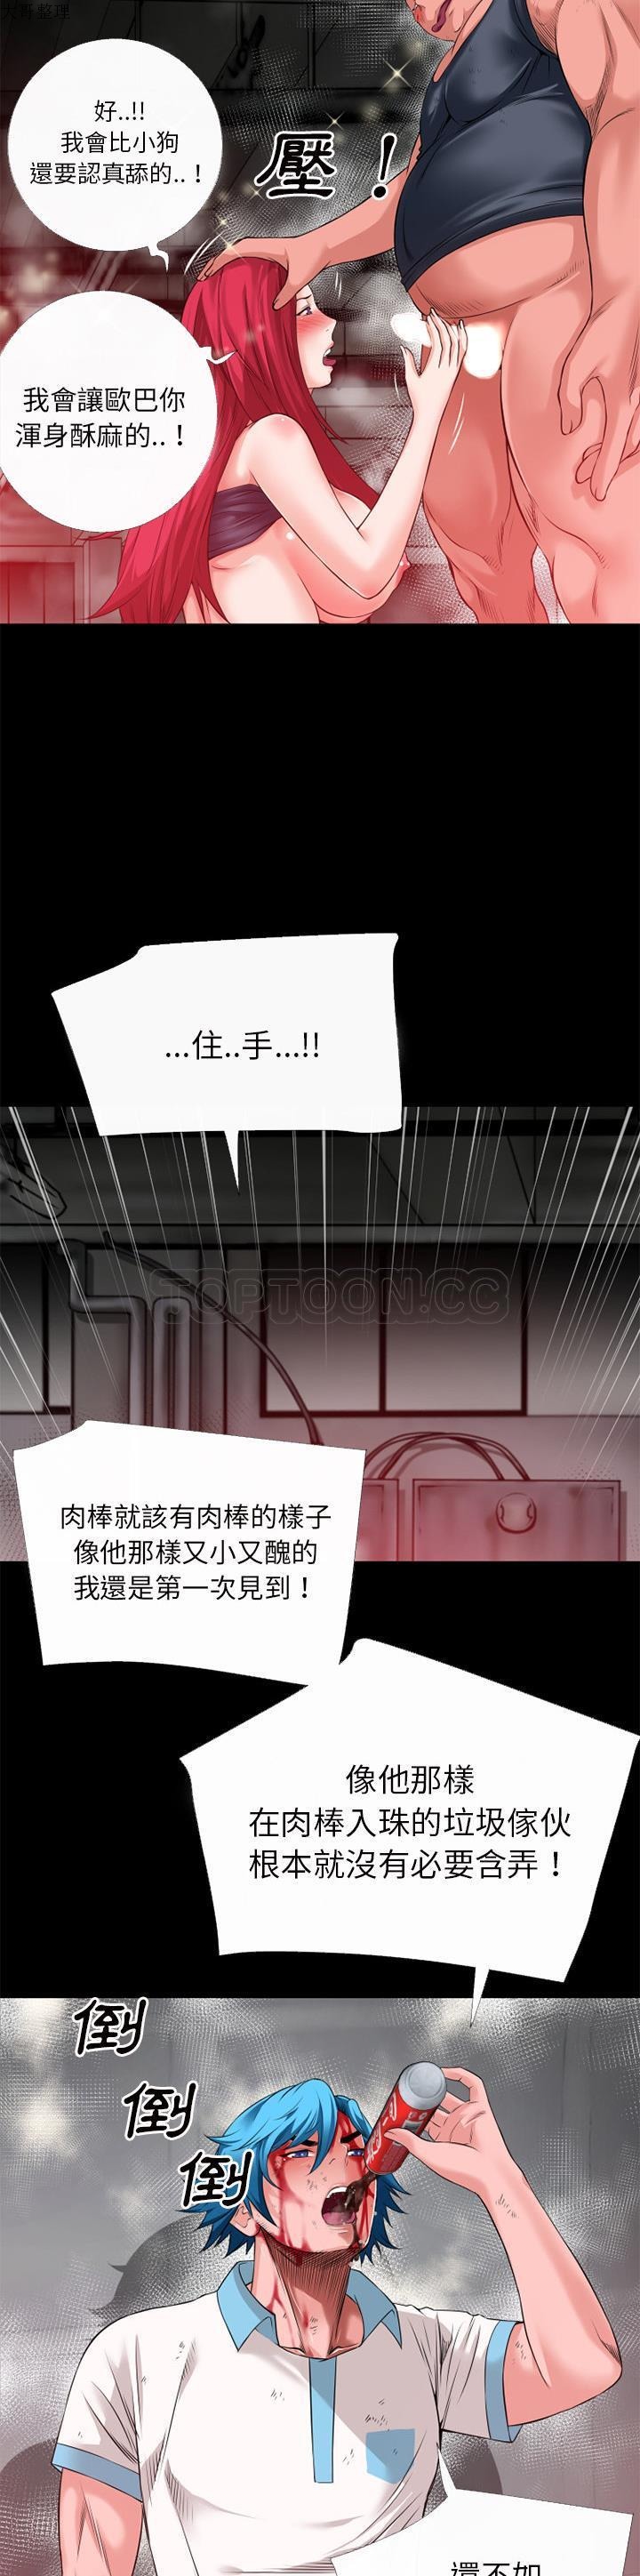 大哥整理
好..!!
我會比小狗
還要認真舔的..！
壓！
我會讓歐巴你
渾身酥麻的..！
...住..手...!!
TOPTOON.CC
肉棒就該有肉棒的樣子
像他那樣又小又醜的
我還是第一次見到！
像他那樣
在肉棒入珠的垃圾傢伙
根本就沒有必要含弄！
倒
倒
倒
還不如